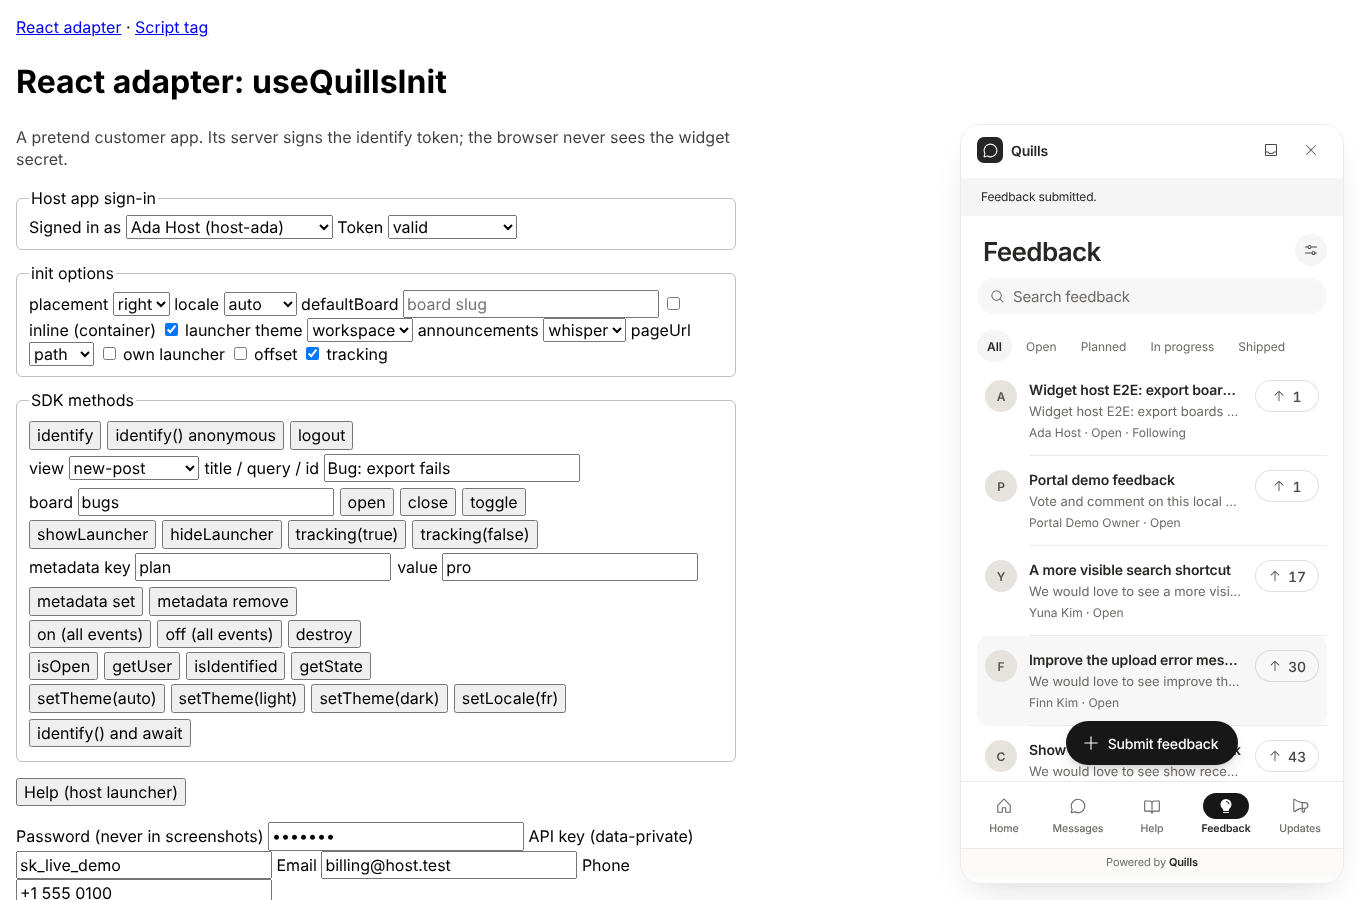 React adapter · Script tag
React adapter: useQuillsInit
A pretend customer app. Its server signs the identify token; the browser never sees the widget
secret.
Host app sign-in
Signed in as Ada Host (host-ada) Token valid
init options
placement right locale auto defaultBoard board slug
inline (container) launcher theme workspace announcements whisper pageUrl
path own launcher offset tracking
SDK methods
identify identify() anonymous logout
view new-post title / query / id Bug: export fails
board bugs open close toggle
showLauncher hideLauncher tracking(true) tracking(false)
metadata key plan value pro
metadata set metadata remove
on (all events) off (all events) destroy
isOpen getUser isIdentified getState
setTheme(auto) setTheme(light) setTheme(dark) setLocale(fr)
identify() and await
Help (host launcher)
Password (never in screenshots) ••••••• API key (data-private)
sk_live_demo Email billing@host.test Phone
+1 555 0100
Quills
Feedback submitted.
Feedback
Search feedback
All Open Planned In progress Shipped
A Widget host E2E: export boar... 1
Widget host E2E: export boards ...
Ada Host · Open · Following
P Portal demo feedback 1
Vote and comment on this local ...
Portal Demo Owner · Open
Y A more visible search shortcut 17
We would love to see a more visi...
Yuna Kim · Open
F Improve the upload error mes... 30
We would love to see improve th...
Finn Kim · Open
C Show 43
Submit feedback
We would love to see show rece...
Home Messages Help Feedback Updates
Powered by Quills